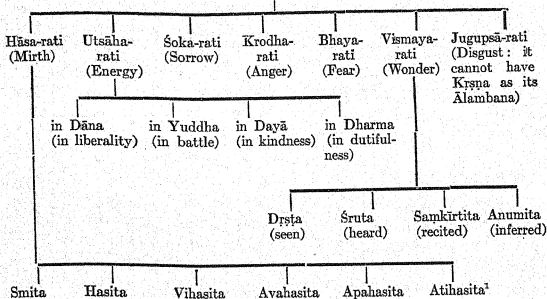 Hāsa-rati Utsāha- Śoka-rati Krodha- Bhaya- Vismaya- Jugupsā-rati
(Mirth) rati (Sorrow) rati rati rati (Disgust: it
(Energy) (Anger) (Fear) (Wonder) cannot have
Kṛṣṇa as its
Ālambana)
in Dāna in Yuddha in Dayā in Dharma
(in liberality) (in battle) (in kindness) (in dutiful-
ness)
Dṛṣṭa Śruta Saṃkīrtita Anumita
(seen) (heard) (recited) (inferred)
Smita Hasita Vihasita Avahasita Apahasita Atihasita¹